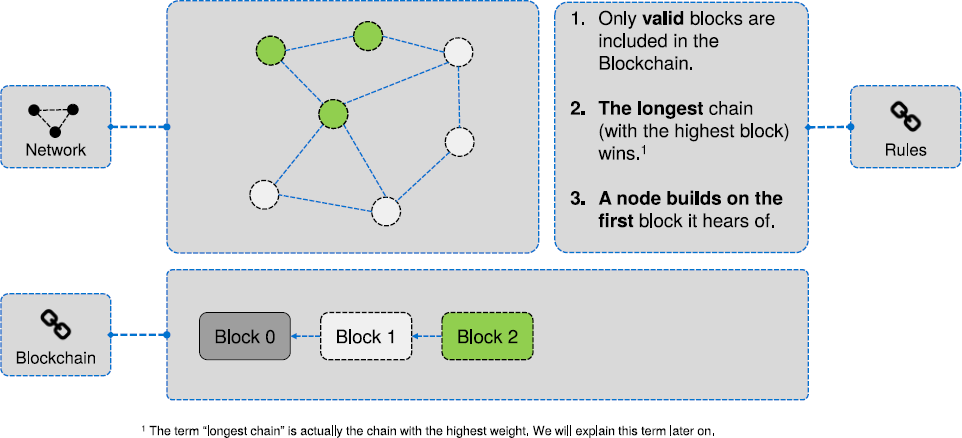 Network
1. Only valid blocks are
included in the
Blockchain.
2. The longest chain
(with the highest block)
wins.¹
3. A node builds on the
first block it hears of.
Rules
Blockchain
Block 0
Block 1
Block 2
¹ The term “longest chain” is actually the chain with the highest weight. We will explain this term later on.